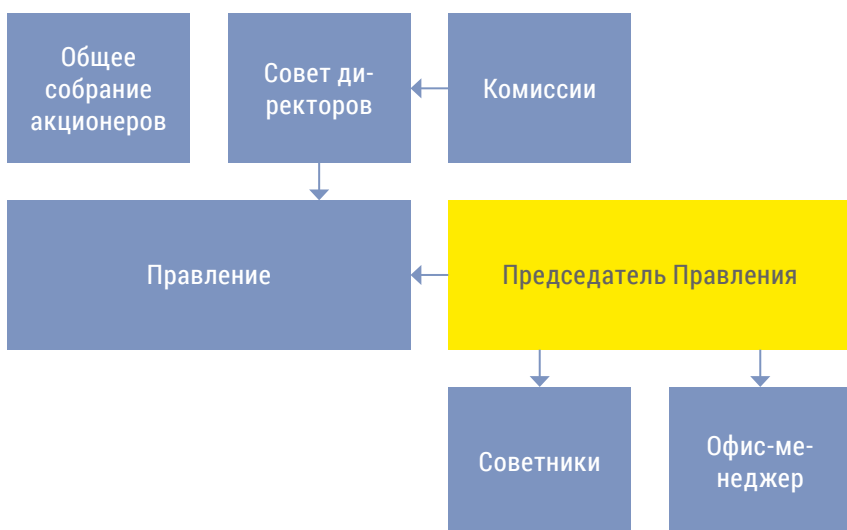 Общее
собрание
акционеров
Совет ди-
ректоров
Комиссии
Правление
Председатель Правления
Советники
Офис-ме-
неджер